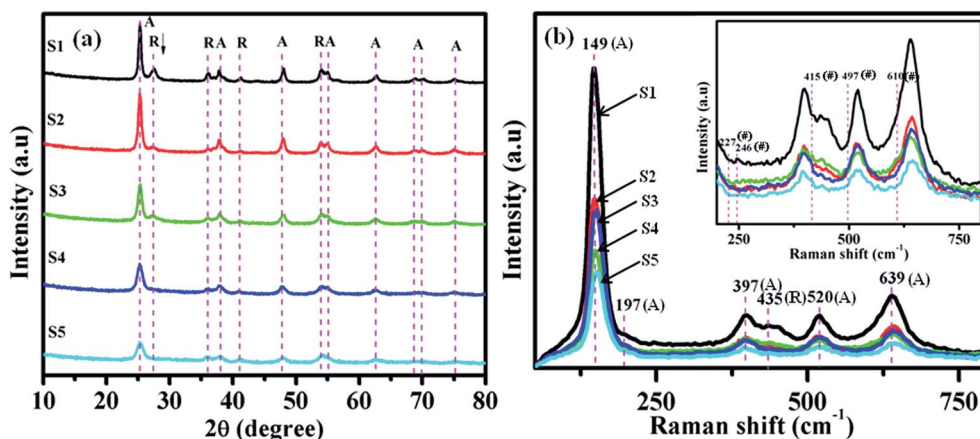 (a)
A
R
R A R A R A A A A
S1
S2
S3
S4
S5
Intensity (a.u)
10 20 30 40 50 60 70 80
2θ (degree)
(b)
149 (A)
S1
S2
S3
S4
S5
197 (A)
397(A)
435(R)
520(A)
639(A)
Intensity (a.u)
250 500 750
Raman shift (cm-1)
227(#)
246(#)
415(#)
497(#)
610(#)
Intensity (a.u)
250 500 750
Raman shift (cm-1)